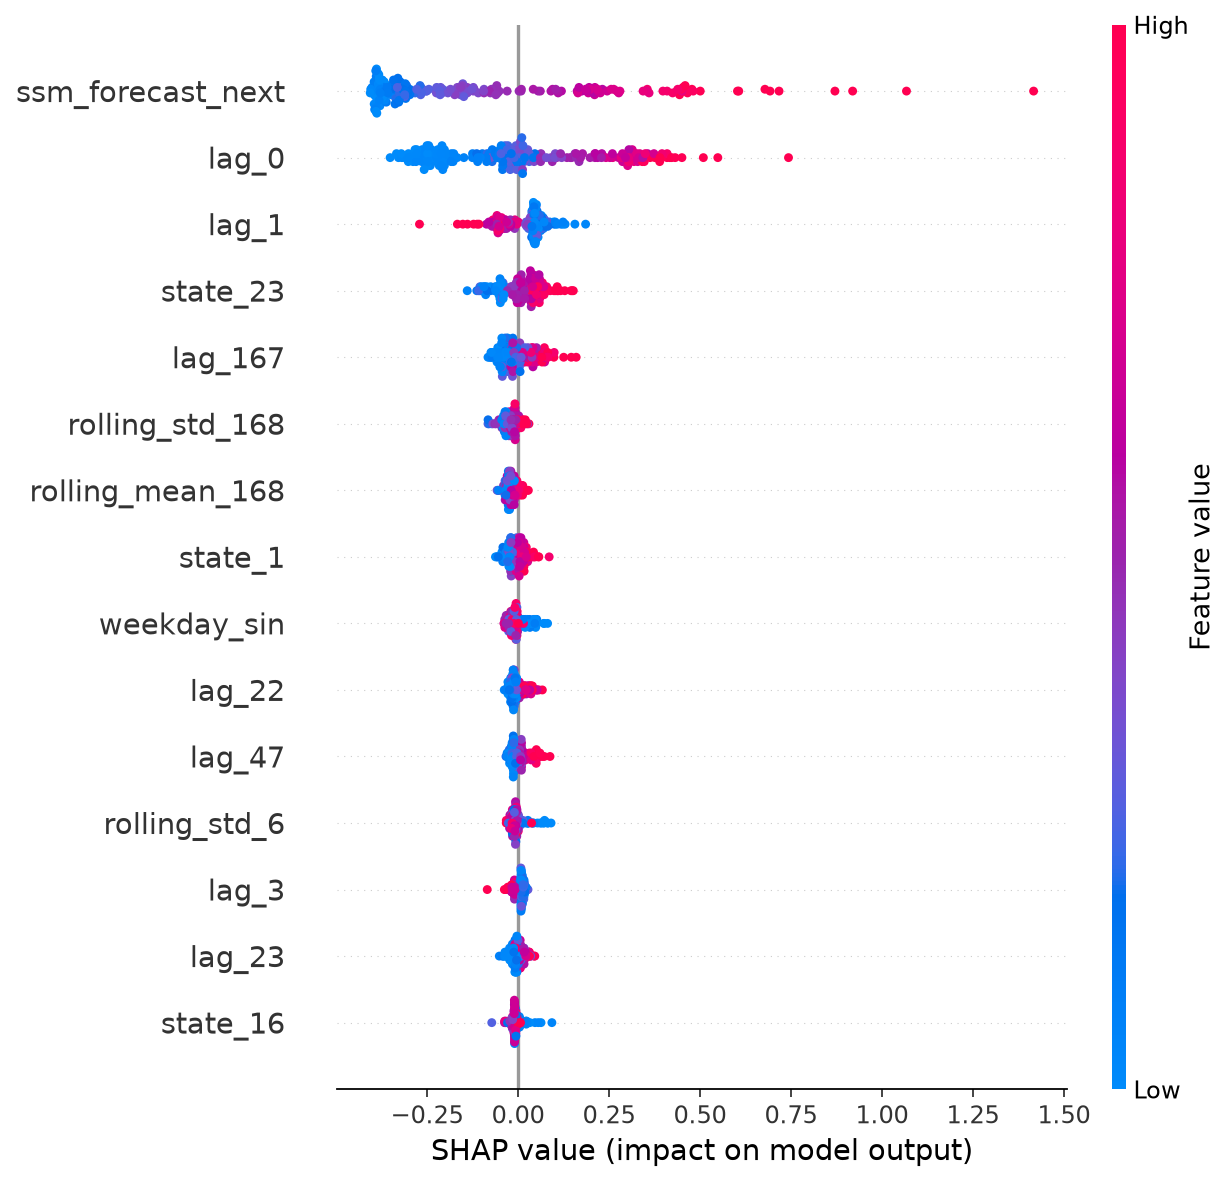 High
ssm_forecast_next
lag_0
lag_1
state_23
lag_167
rolling_std_168
rolling_mean_168
state_1
weekday_sin
lag_22
lag_47
rolling_std_6
lag_3
lag_23
state_16
Feature value
Low
−0.25 0.00 0.25 0.50 0.75 1.00 1.25 1.50
SHAP value (impact on model output)